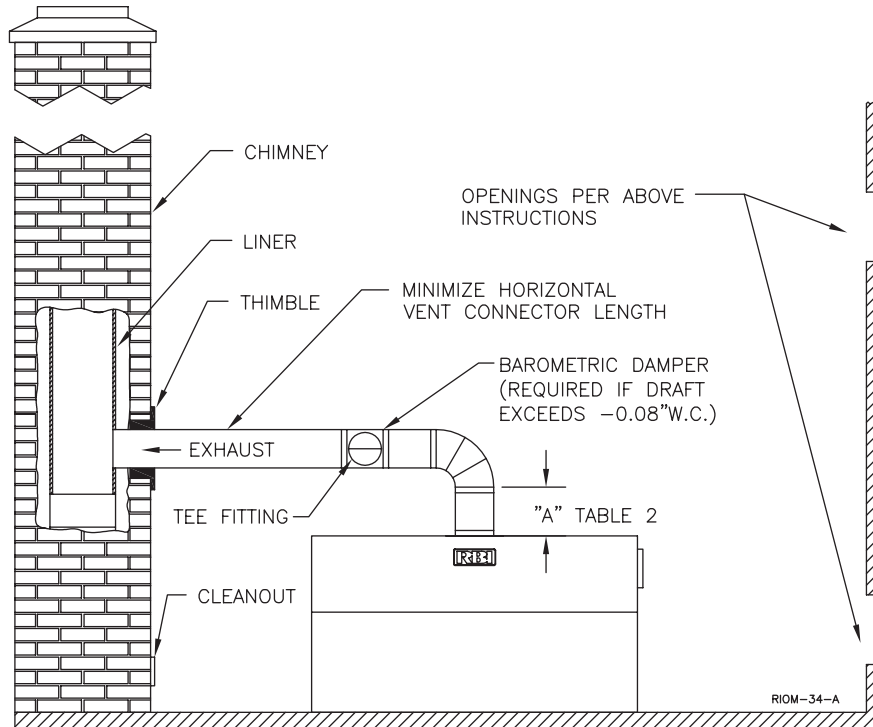 CHIMNEY
OPENINGS PER ABOVE
INSTRUCTIONS
LINER
THIMBLE
MINIMIZE HORIZONTAL
VENT CONNECTOR LENGTH
BAROMETRIC DAMPER
(REQUIRED IF DRAFT
EXCEEDS -0.08"W.C.)
EXHAUST
TEE FITTING
"A" TABLE 2
RBI
CLEANOUT
RIOM-34-A